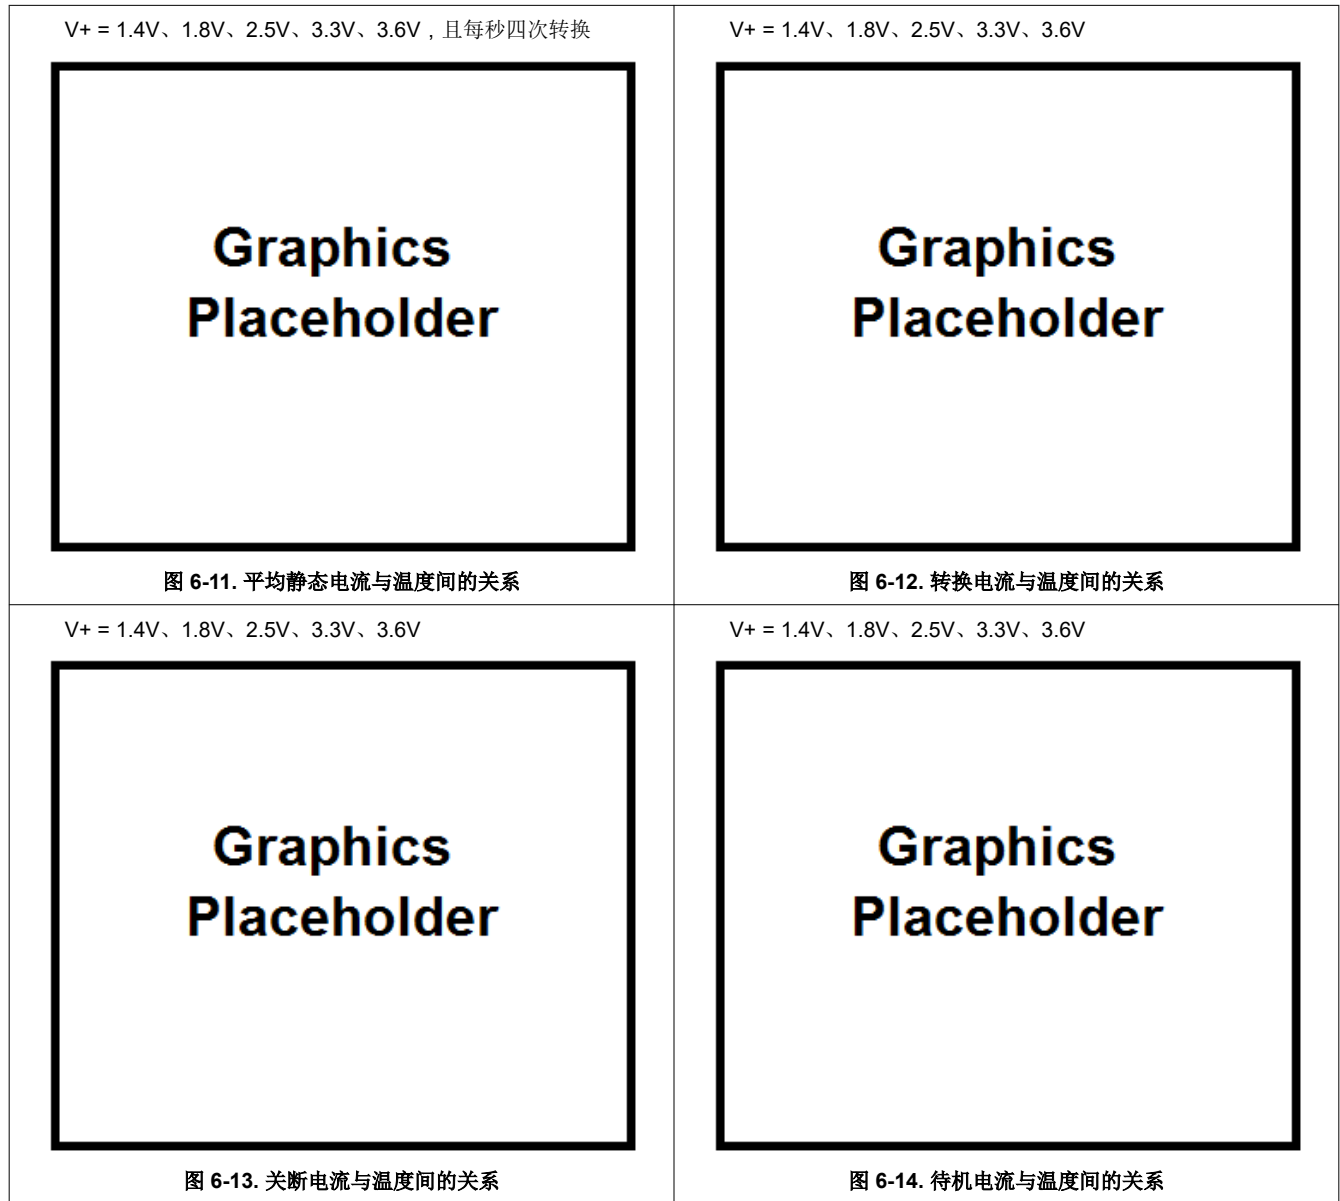 V+ = 1.4V、1.8V、2.5V、3.3V、3.6V，且每秒四次转换
Graphics
Placeholder
图 6-11. 平均静态电流与温度间的关系
V+ = 1.4V、1.8V、2.5V、3.3V、3.6V
Graphics
Placeholder
图 6-12. 转换电流与温度间的关系
V+ = 1.4V、1.8V、2.5V、3.3V、3.6V
Graphics
Placeholder
图 6-13. 关断电流与温度间的关系
V+ = 1.4V、1.8V、2.5V、3.3V、3.6V
Graphics
Placeholder
图 6-14. 待机电流与温度间的关系